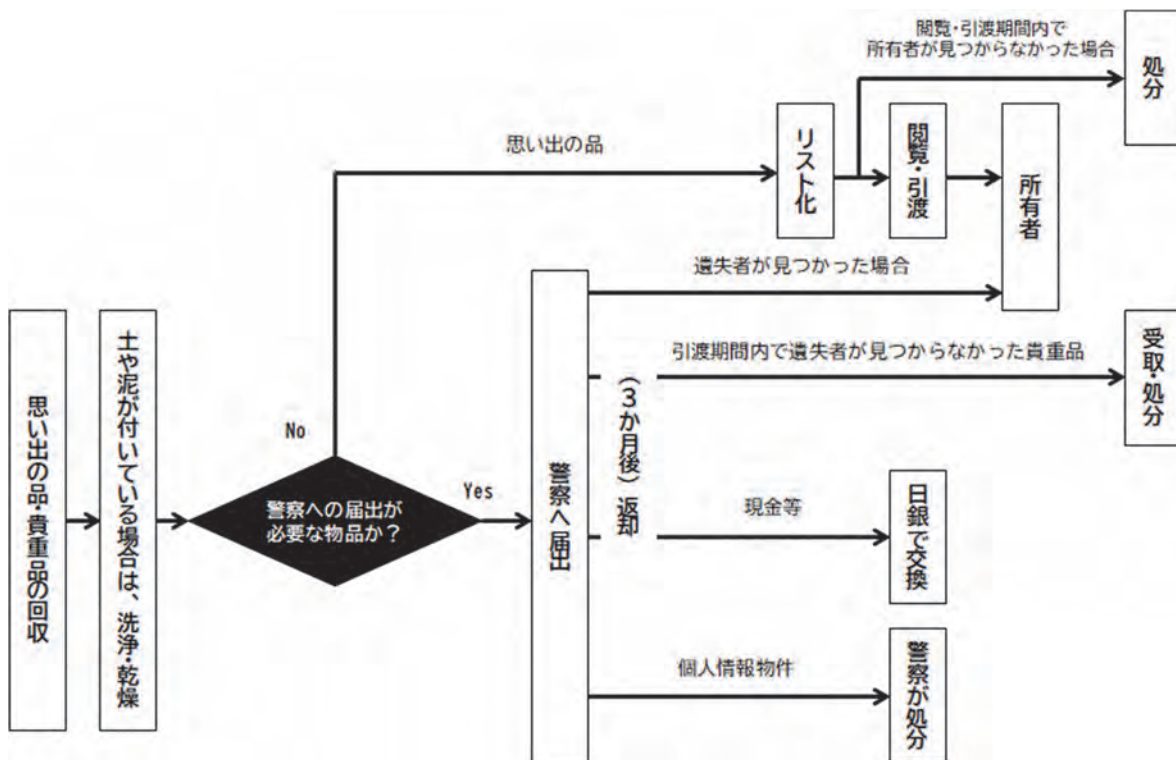 思い出の品・貴重品の回収
土や泥が付いている場合は、洗浄・乾燥
警察への届出が
必要な物品か？
No
Yes
思い出の品
リスト化
閲覧・引渡
所有者
閲覧・引渡期間内で
所有者が見つからなかった場合
処分
警察へ届出
遺失者が見つかった場合
（3か月後）返却
引渡期間内で遺失者が見つからなかった貴重品
受取・処分
現金等
日銀で交換
個人情報物件
警察が処分